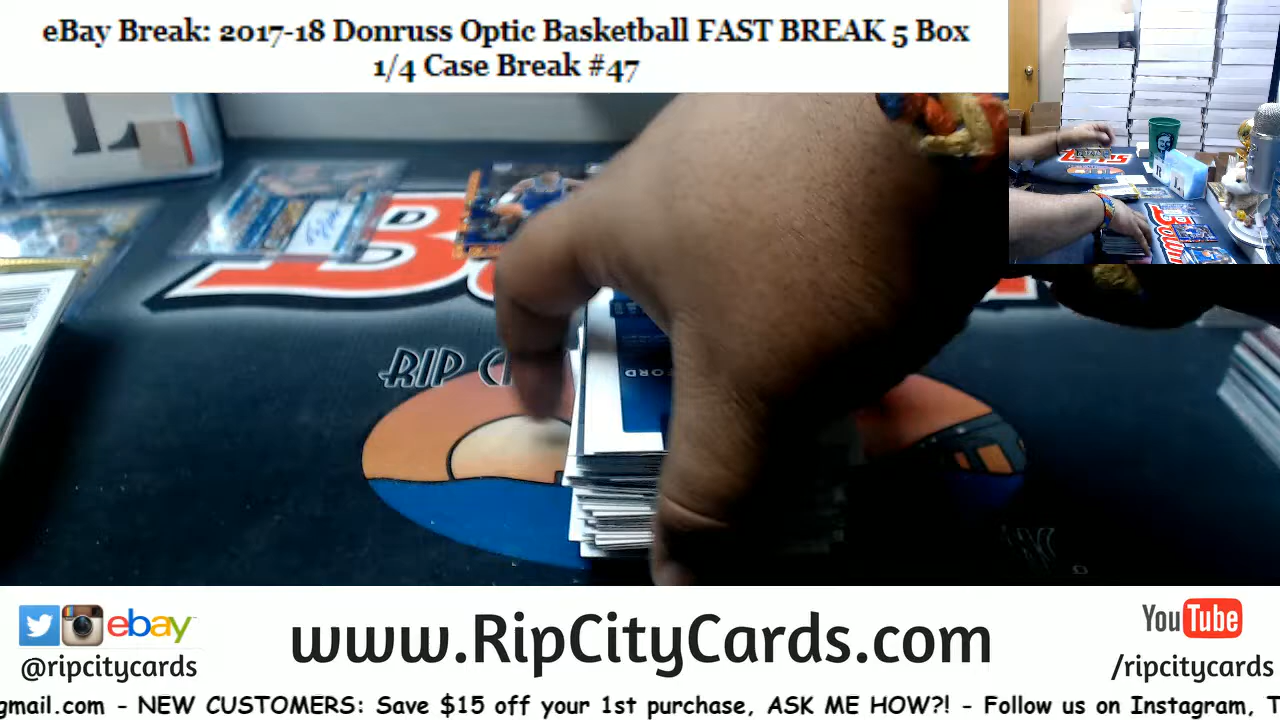 eBay Break: 2017-18 Donruss Optic Basketball FAST BREAK 5 Box
1/4 Case Break #47
RIP C
FORD
ebay
@ripcitycards
www.RipCityCards.com
YouTube
/ripcitycards
gmail.com - NEW CUSTOMERS: Save $15 off your 1st purchase, ASK ME HOW?! - Follow us on Instagram, T